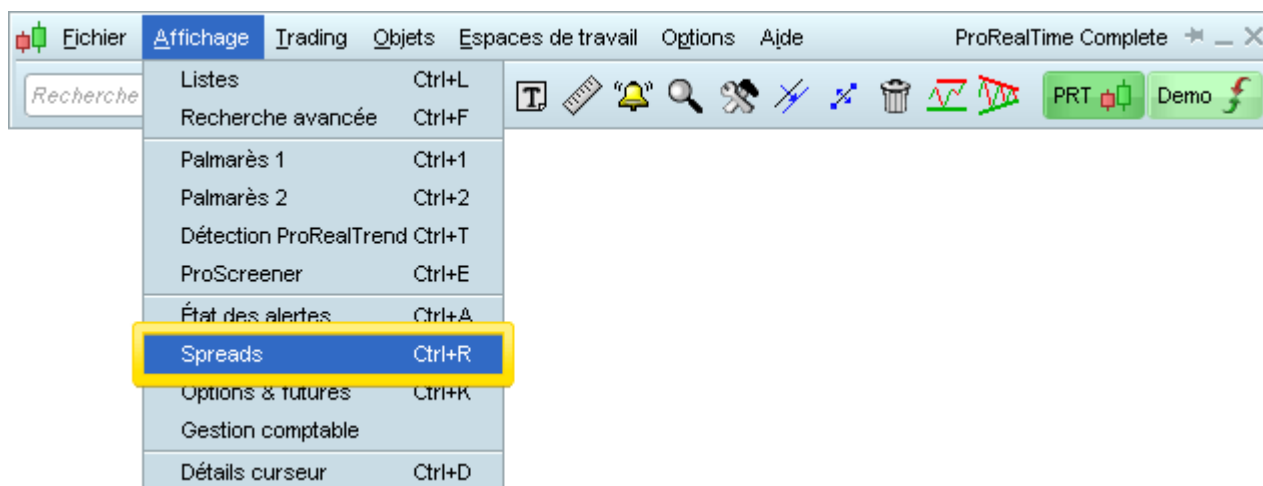 Fichier Affichage Trading Objets Espaces de travail Options Aide ProRealTime Complete
Recherche PRT Demo
Listes Ctrl+L
Recherche avancée Ctrl+F
Palmarès 1 Ctrl+1
Palmarès 2 Ctrl+2
Détection ProRealTrend Ctrl+T
ProScreener Ctrl+E
État des alertes Ctrl+A
Spreads Ctrl+R
Options & futures Ctrl+K
Gestion comptable
Détails curseur Ctrl+D